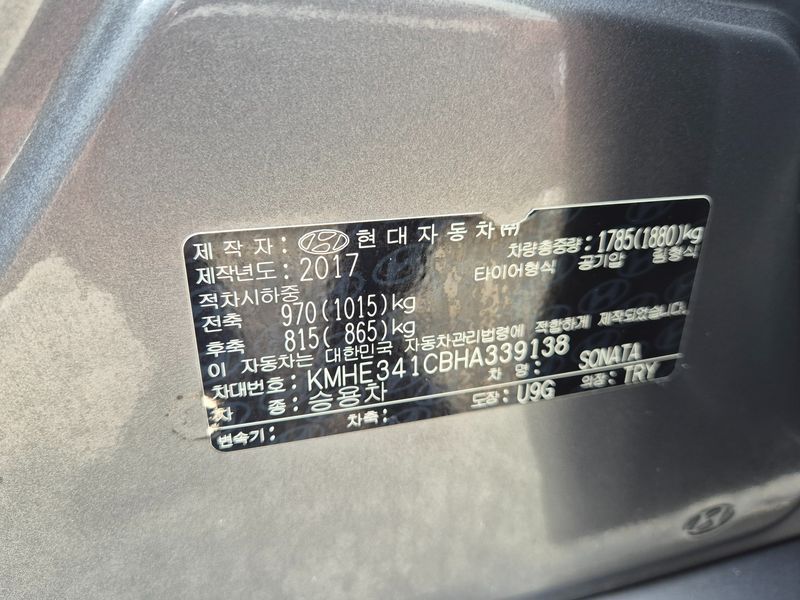 제작자: 현대자동차(주) 차량총중량: 1785(1880)kg
제작년도: 2017 타이어형식 공기압 림형식
적차시하중
전축 970(1015)kg
후축 815( 865)kg
이 자동차는 대한민국 자동차관리법령에 적합하게 제작되었습니다.
차대번호: KMHE341CBHA339138
차 명: SONATA
차 종: 승용차 도장: U9G 의장: TRY
변속기: 차축: